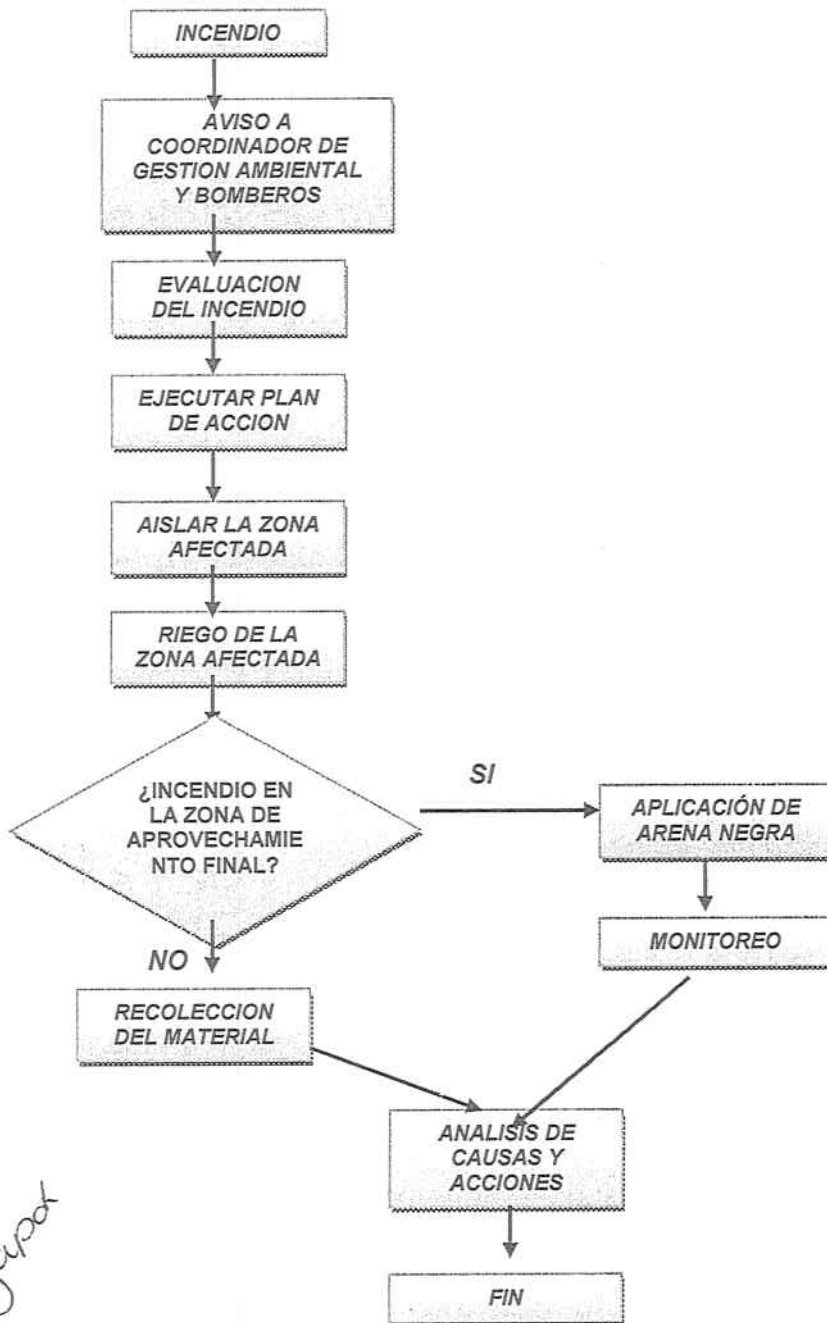 INCENDIO
AVISO A
COORDINADOR DE
GESTION AMBIENTAL
Y BOMBEROS
EVALUACION
DEL INCENDIO
EJECUTAR PLAN
DE ACCION
AISLAR LA ZONA
AFECTADA
RIEGO DE LA
ZONA AFECTADA
¿INCENDIO EN
LA ZONA DE
APROVECHAMIE
NTO FINAL?
SI
APLICACIÓN DE
ARENA NEGRA
MONITOREO
NO
RECOLECCION
DEL MATERIAL
ANALISIS DE
CAUSAS Y
ACCIONES
FIN